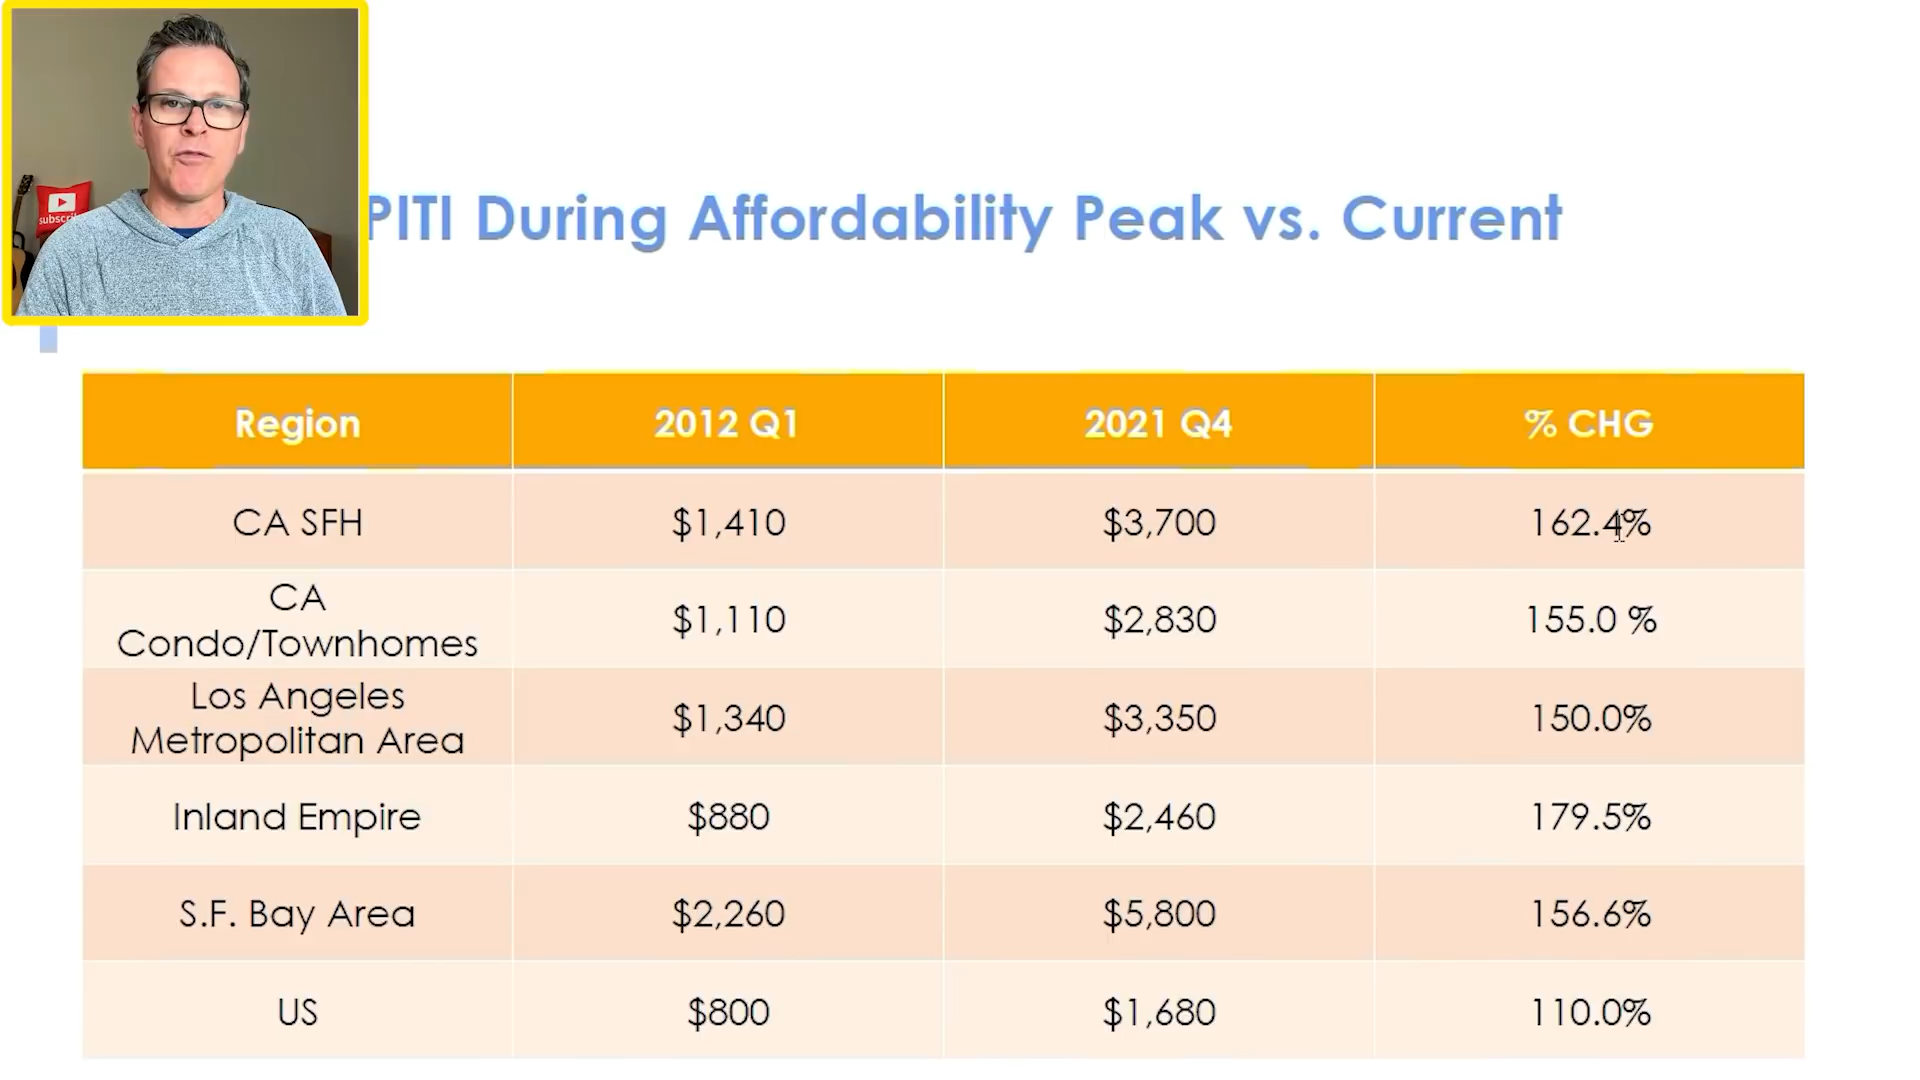 subscri
PITI During Affordability Peak vs. Current
Region 2012 Q1 2021 Q4 % CHG
CA SFH $1,410 $3,700 162.4%
CA
Condo/Townhomes $1,110 $2,830 155.0 %
Los Angeles
Metropolitan Area $1,340 $3,350 150.0%
Inland Empire $880 $2,460 179.5%
S.F. Bay Area $2,260 $5,800 156.6%
US $800 $1,680 110.0%